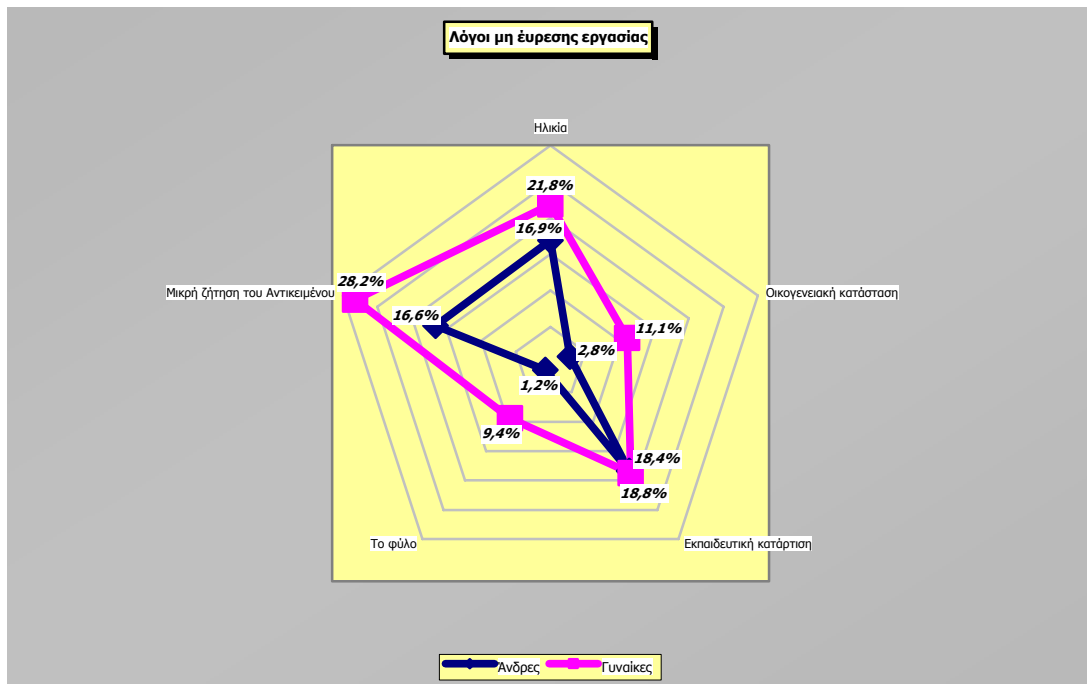 Λόγοι μη έυρεσης εργασίας
Ηλικία
21,8%
16,9%
Μικρή ζήτηση του Αντικειμένου
28,2%
Οικογενειακή κατάσταση
16,6%
11,1%
2,8%
1,2%
9,4%
18,4%
18,8%
Το φύλο
Εκπαιδευτική κατάρτιση
Άνδρες
Γυναίκες